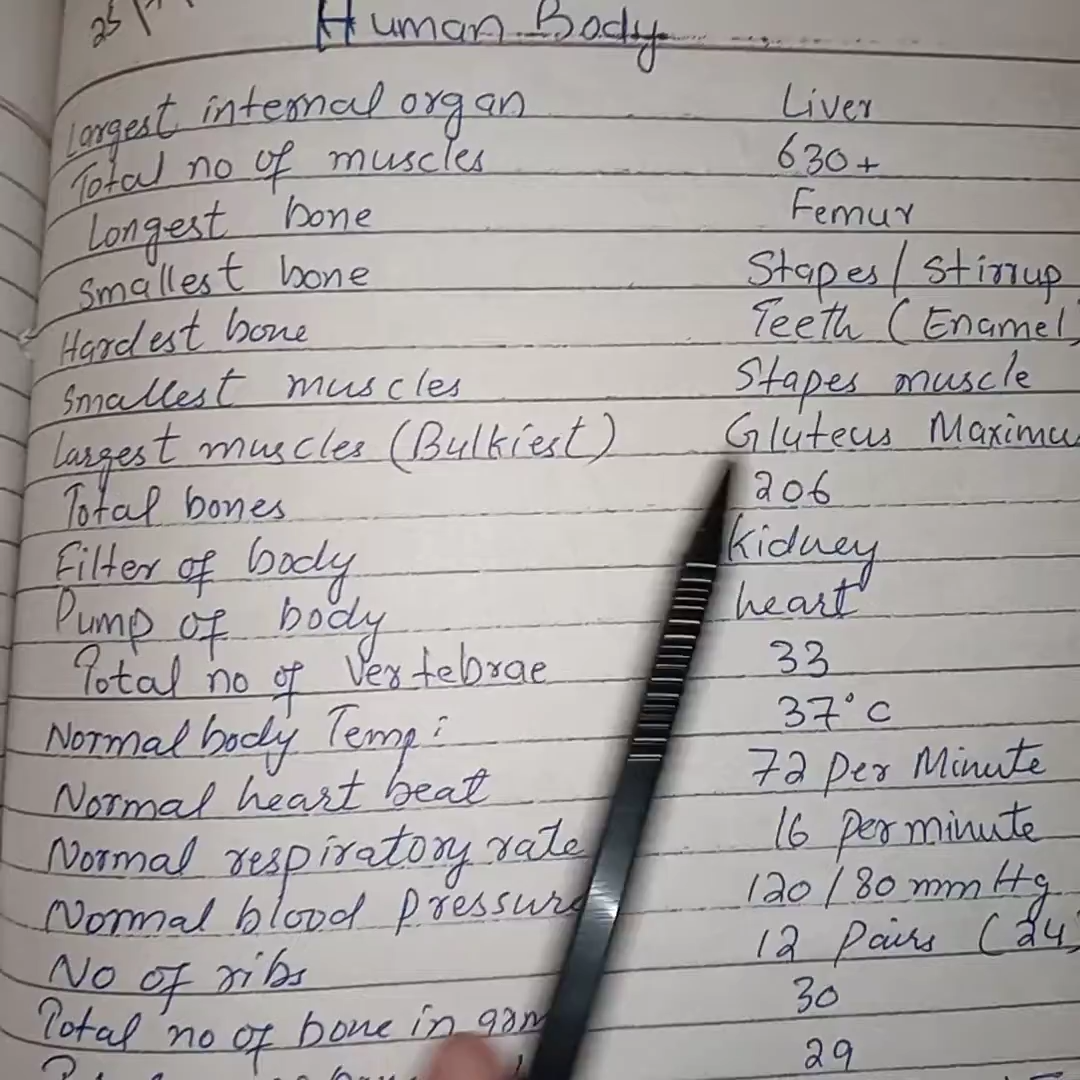 25
Human Body
Largest internal organ Liver
Total no of muscles 630+
Longest bone Femur
Smallest bone Stapes / Stirrup
Hardest bone Teeth (Enamel)
Smallest muscles Stapes muscle
Largest muscles (Bulkiest) Gluteus Maximu
Total bones 206
Filter of body Kidney
Pump of body heart
Total no of Vertebrae 33
Normal body Temp: 37°C
Normal heart beat 72 Per Minute
Normal respiratory rate 16 Per minute
Normal blood Pressure 120/80 mmHg
No of ribs 12 Pairs (24)
Total no of bone in arm 30
29